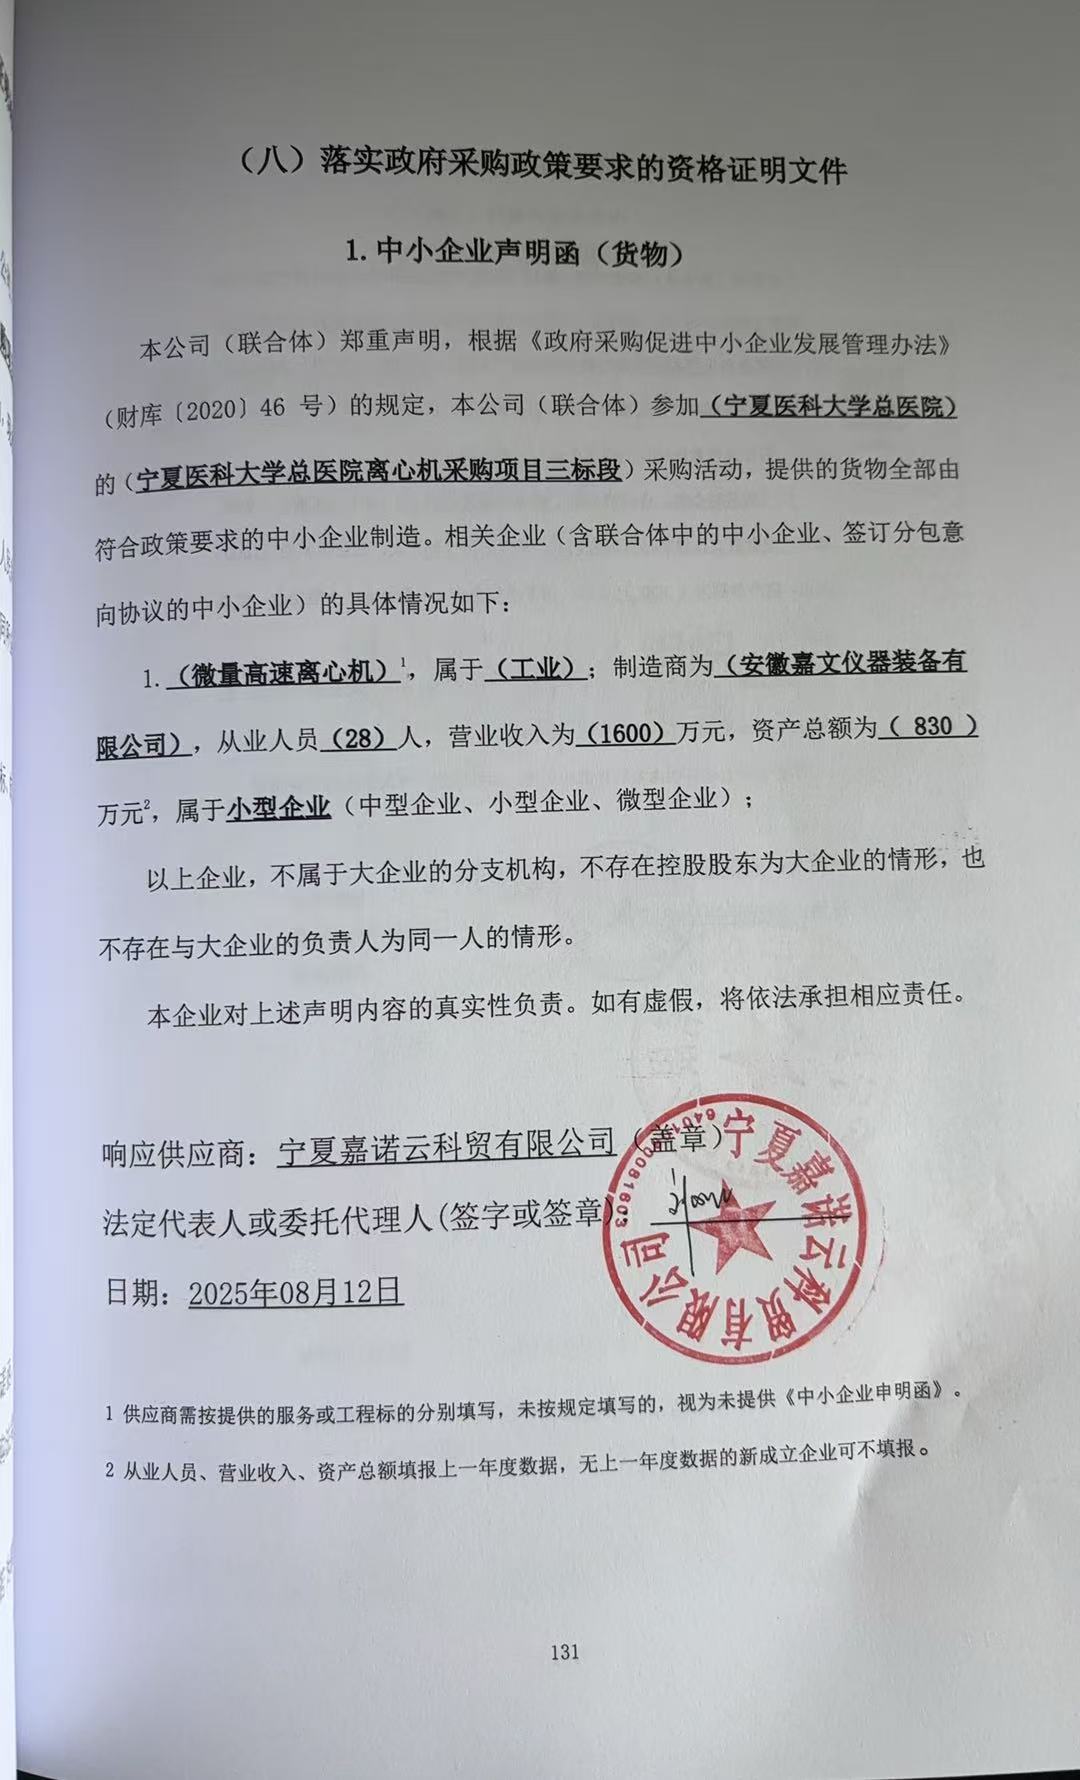 （八）落实政府采购政策要求的资格证明文件
1.中小企业声明函（货物）
本公司（联合体）郑重声明，根据《政府采购促进中小企业发展管理办法》
（财库〔2020〕46 号）的规定，本公司（联合体）参加（宁夏医科大学总医院）
的（宁夏医科大学总医院离心机采购项目三标段）采购活动，提供的货物全部由
符合政策要求的中小企业制造。相关企业（含联合体中的中小企业、签订分包意
向协议的中小企业）的具体情况如下：
1.（微量高速离心机）¹，属于（工业）；制造商为（安徽嘉文仪器装备有
限公司），从业人员（28）人，营业收入为（1600）万元，资产总额为（ 830 ）
万元²，属于小型企业（中型企业、小型企业、微型企业）；
以上企业，不属于大企业的分支机构，不存在控股股东为大企业的情形，也
不存在与大企业的负责人为同一人的情形。
本企业对上述声明内容的真实性负责。如有虚假，将依法承担相应责任。
响应供应商：宁夏嘉诺云科贸有限公司（盖章）
法定代表人或委托代理人(签字或签章)：
日期：2025年08月12日
宁夏嘉诺云科贸有限公司
1 供应商需按提供的服务或工程标的分别填写，未按规定填写的，视为未提供《中小企业申明函》。
2 从业人员、营业收入、资产总额填报上一年度数据，无上一年度数据的新成立企业可不填报。
131